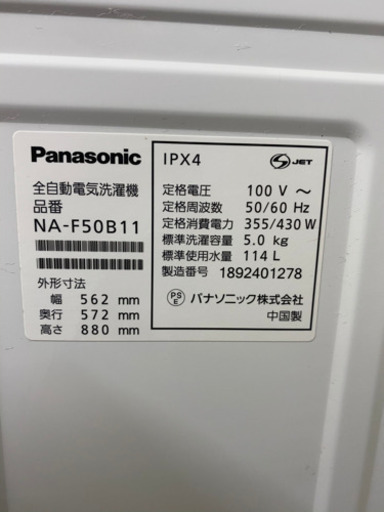 Panasonic
全自動電気洗濯機
品番
NA-F50B11
外形寸法
幅 562 mm
奥行 572 mm
高さ 880 mm
IPX4
S JET
定格電圧 100 V ～
定格周波数 50/60 Hz
定格消費電力 355/430 W
標準洗濯容量 5.0 kg
標準使用水量 114 L
製造番号 1892401278
PSE パナソニック株式会社
中国製